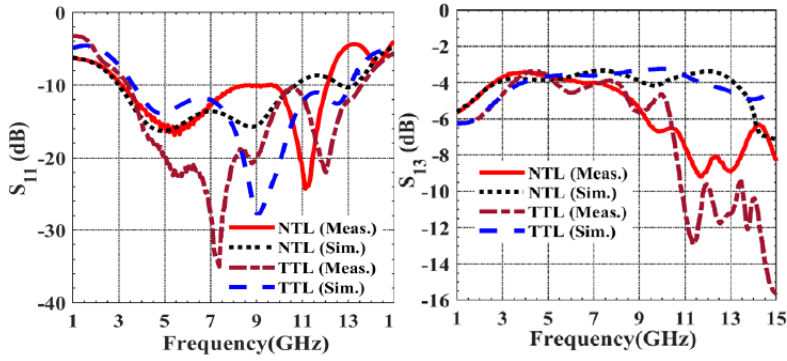 0
-10
-20
-30
-40
S11 (dB)
NTL (Meas.)
NTL (Sim.)
TTL (Meas.)
TTL (Sim.)
1 3 5 7 9 11 13 1
Frequency(GHz)
0
-2
-4
-6
-8
-10
-12
-14
-16
S13 (dB)
NTL (Meas.)
NTL (Sim.)
TTL (Meas.)
TTL (Sim.)
1 3 5 7 9 11 13 15
Frequency(GHz)